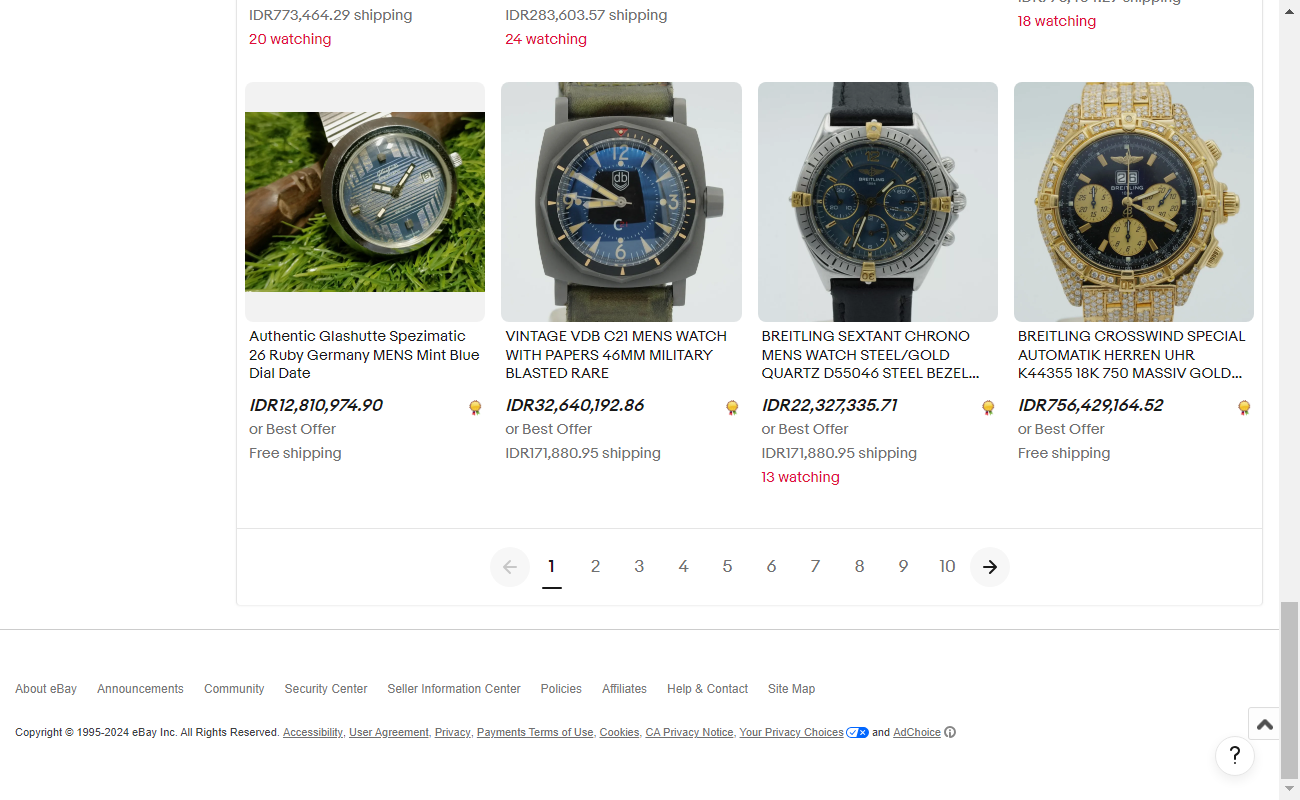 IDR773,464.29 shipping
20 watching
IDR283,603.57 shipping
24 watching
18 watching
12
3
6
9
db
BREITLING
BREITLING
Authentic Glashutte Spezimatic
26 Ruby Germany MENS Mint Blue
Dial Date
IDR12,810,974.90
or Best Offer
Free shipping
VINTAGE VDB C21 MENS WATCH
WITH PAPERS 46MM MILITARY
BLASTED RARE
IDR32,640,192.86
or Best Offer
IDR171,880.95 shipping
BREITLING SEXTANT CHRONO
MENS WATCH STEEL/GOLD
QUARTZ D55046 STEEL BEZEL...
IDR22,327,335.71
or Best Offer
IDR171,880.95 shipping
13 watching
BREITLING CROSSWIND SPECIAL
AUTOMATIK HERREN UHR
K44355 18K 750 MASSIV GOLD...
IDR756,429,164.52
or Best Offer
Free shipping
1 2 3 4 5 6 7 8 9 10
About eBay Announcements Community Security Center Seller Information Center Policies Affiliates Help & Contact Site Map
Copyright © 1995-2024 eBay Inc. All Rights Reserved. Accessibility, User Agreement, Privacy, Payments Terms of Use, Cookies, CA Privacy Notice, Your Privacy Choices and AdChoice
?